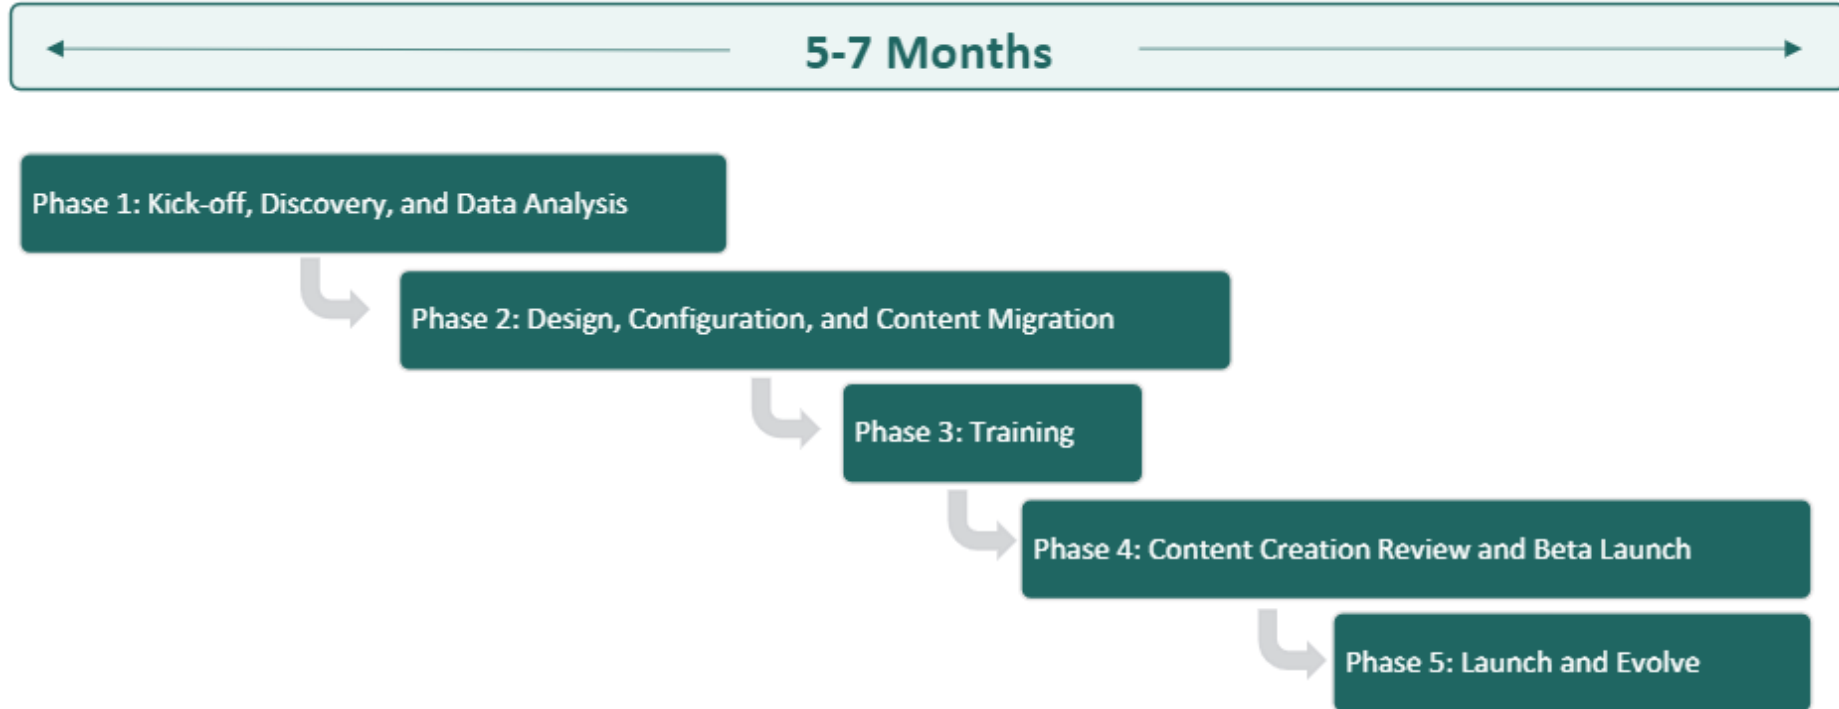 5-7 Months
Phase 1: Kick-off, Discovery, and Data Analysis
Phase 2: Design, Configuration, and Content Migration
Phase 3: Training
Phase 4: Content Creation Review and Beta Launch
Phase 5: Launch and Evolve